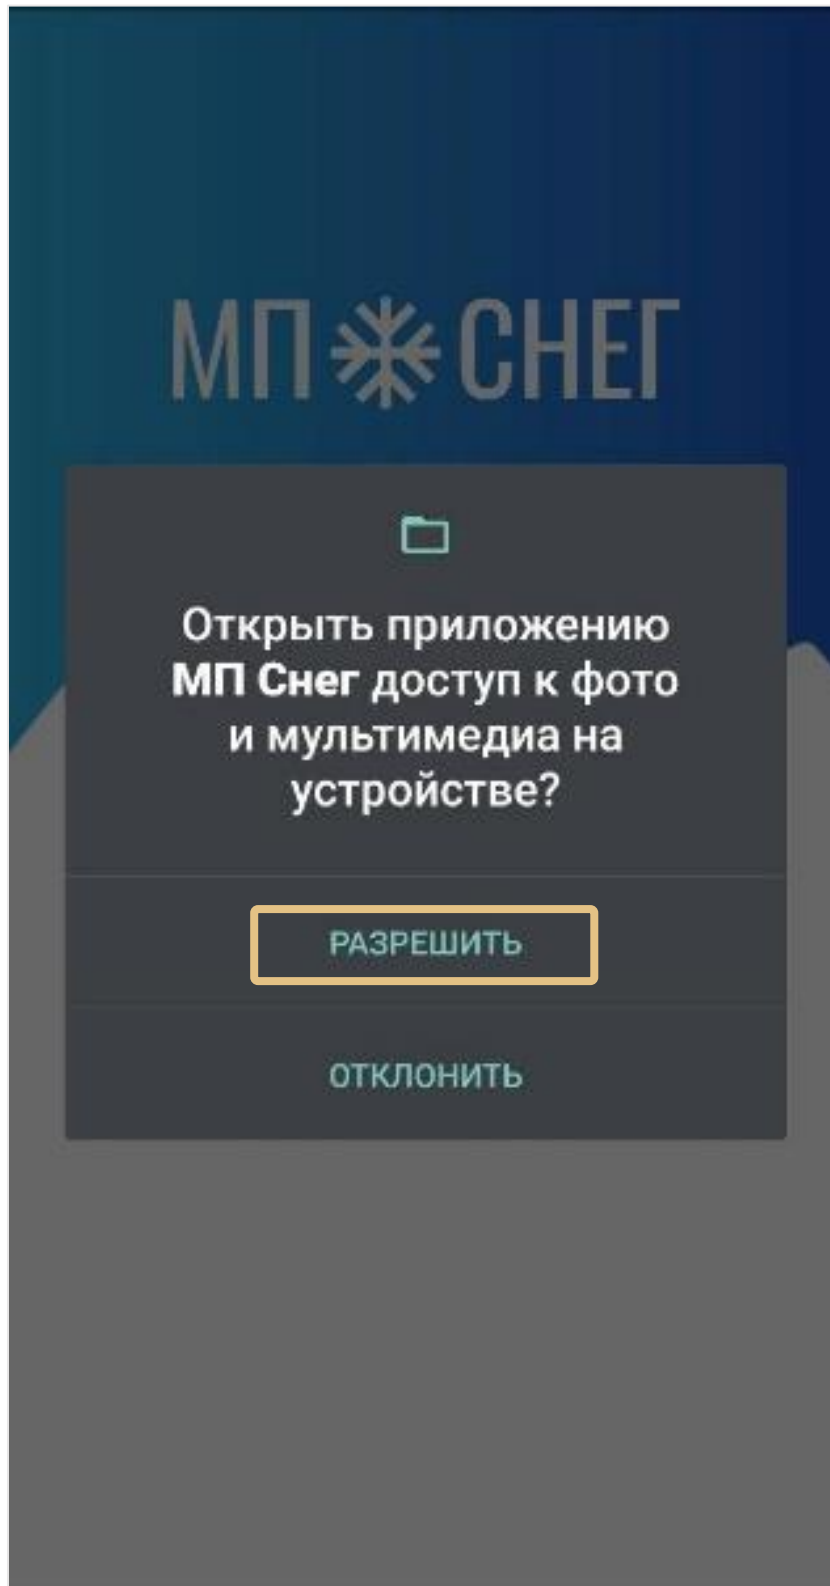 МП СНЕГ
Открыть приложению
МП Снег доступ к фото
и мультимедиа на
устройстве?
РАЗРЕШИТЬ
ОТКЛОНИТЬ